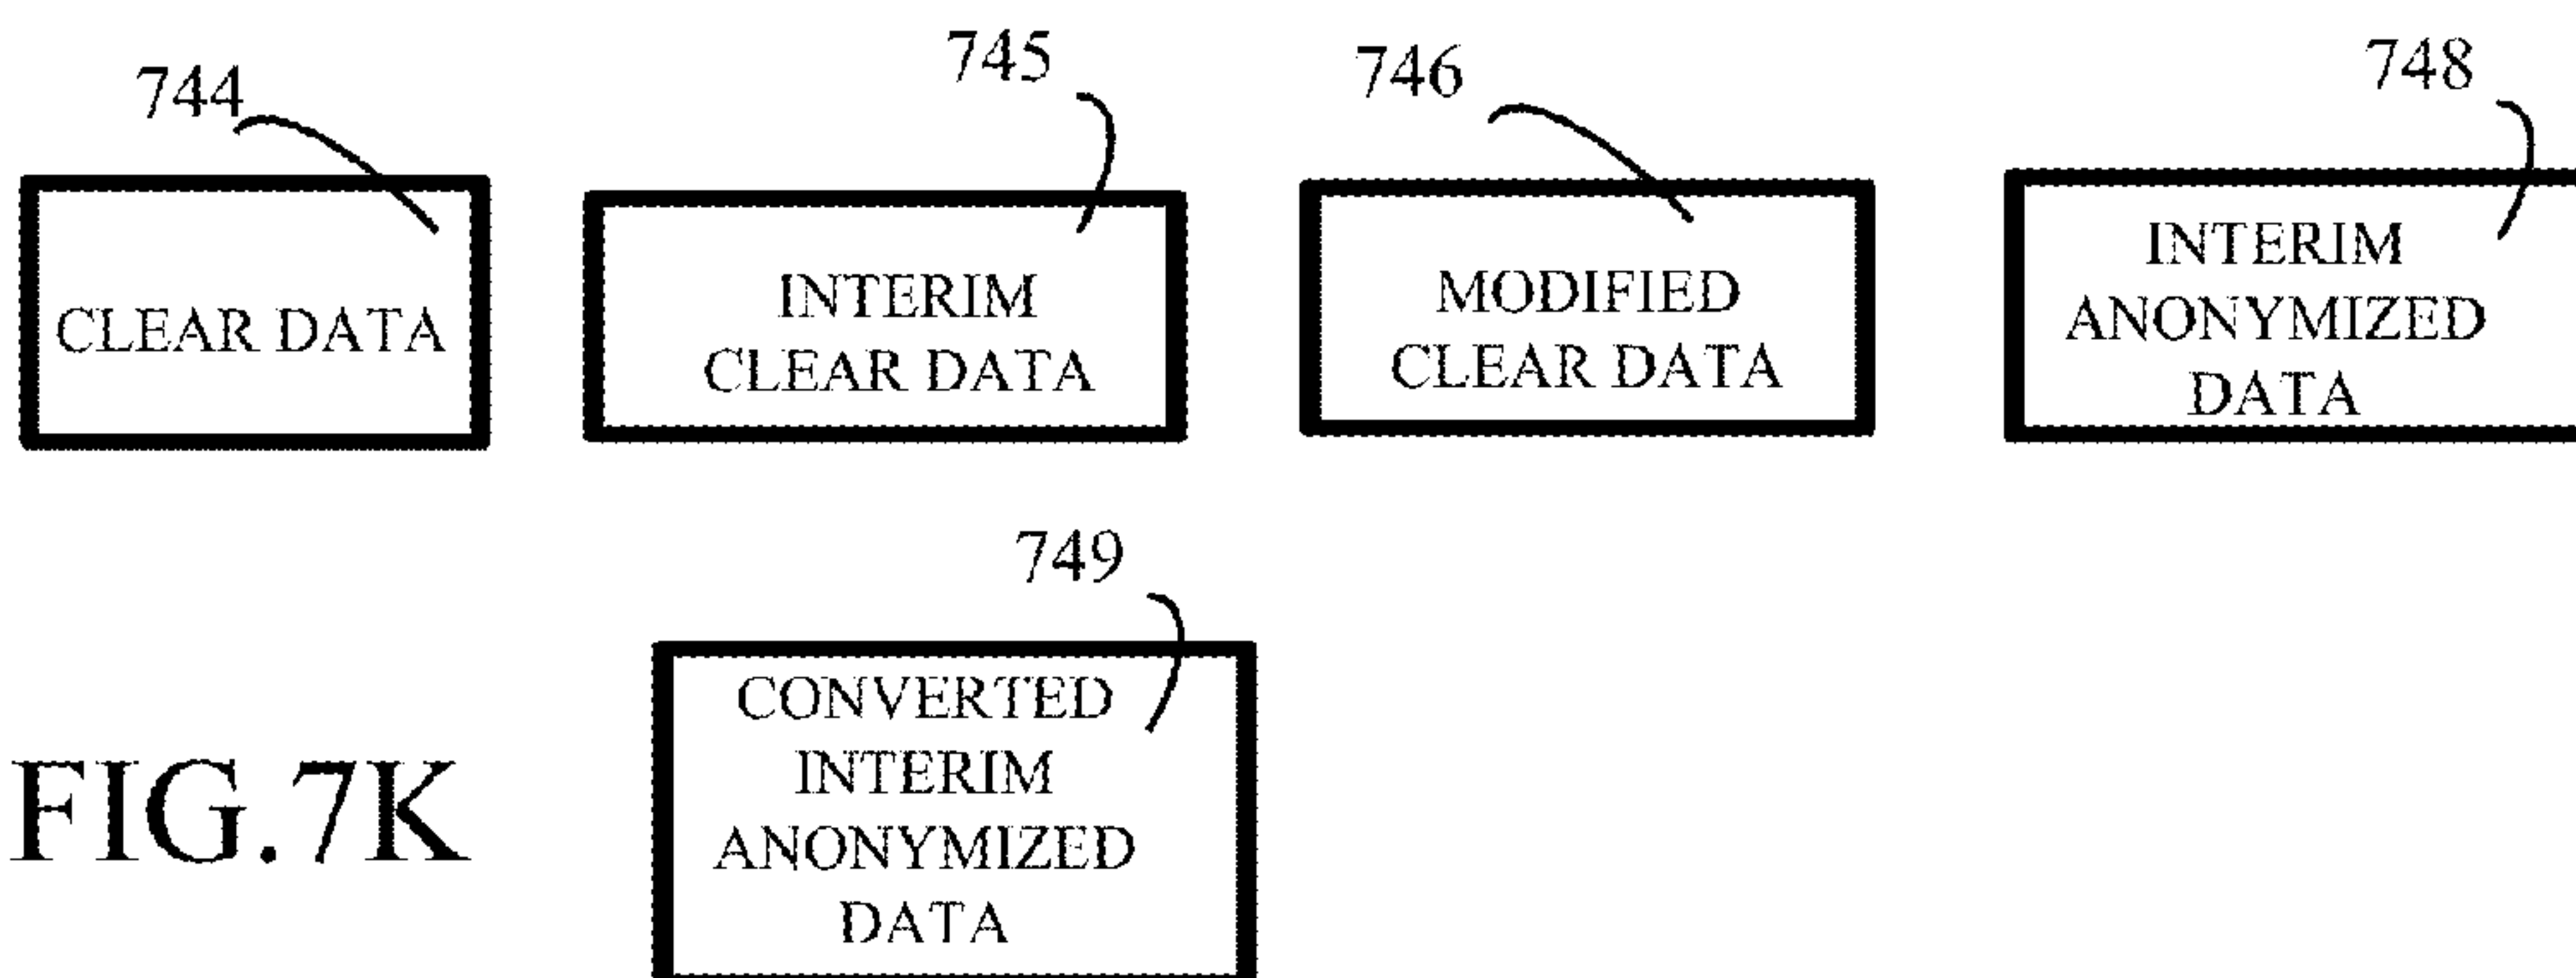 744
745
746
748
CLEAR DATA
INTERIM
CLEAR DATA
MODIFIED
CLEAR DATA
INTERIM
ANONYMIZED
DATA
749
CONVERTED
INTERIM
ANONYMIZED
DATA
FIG.7K